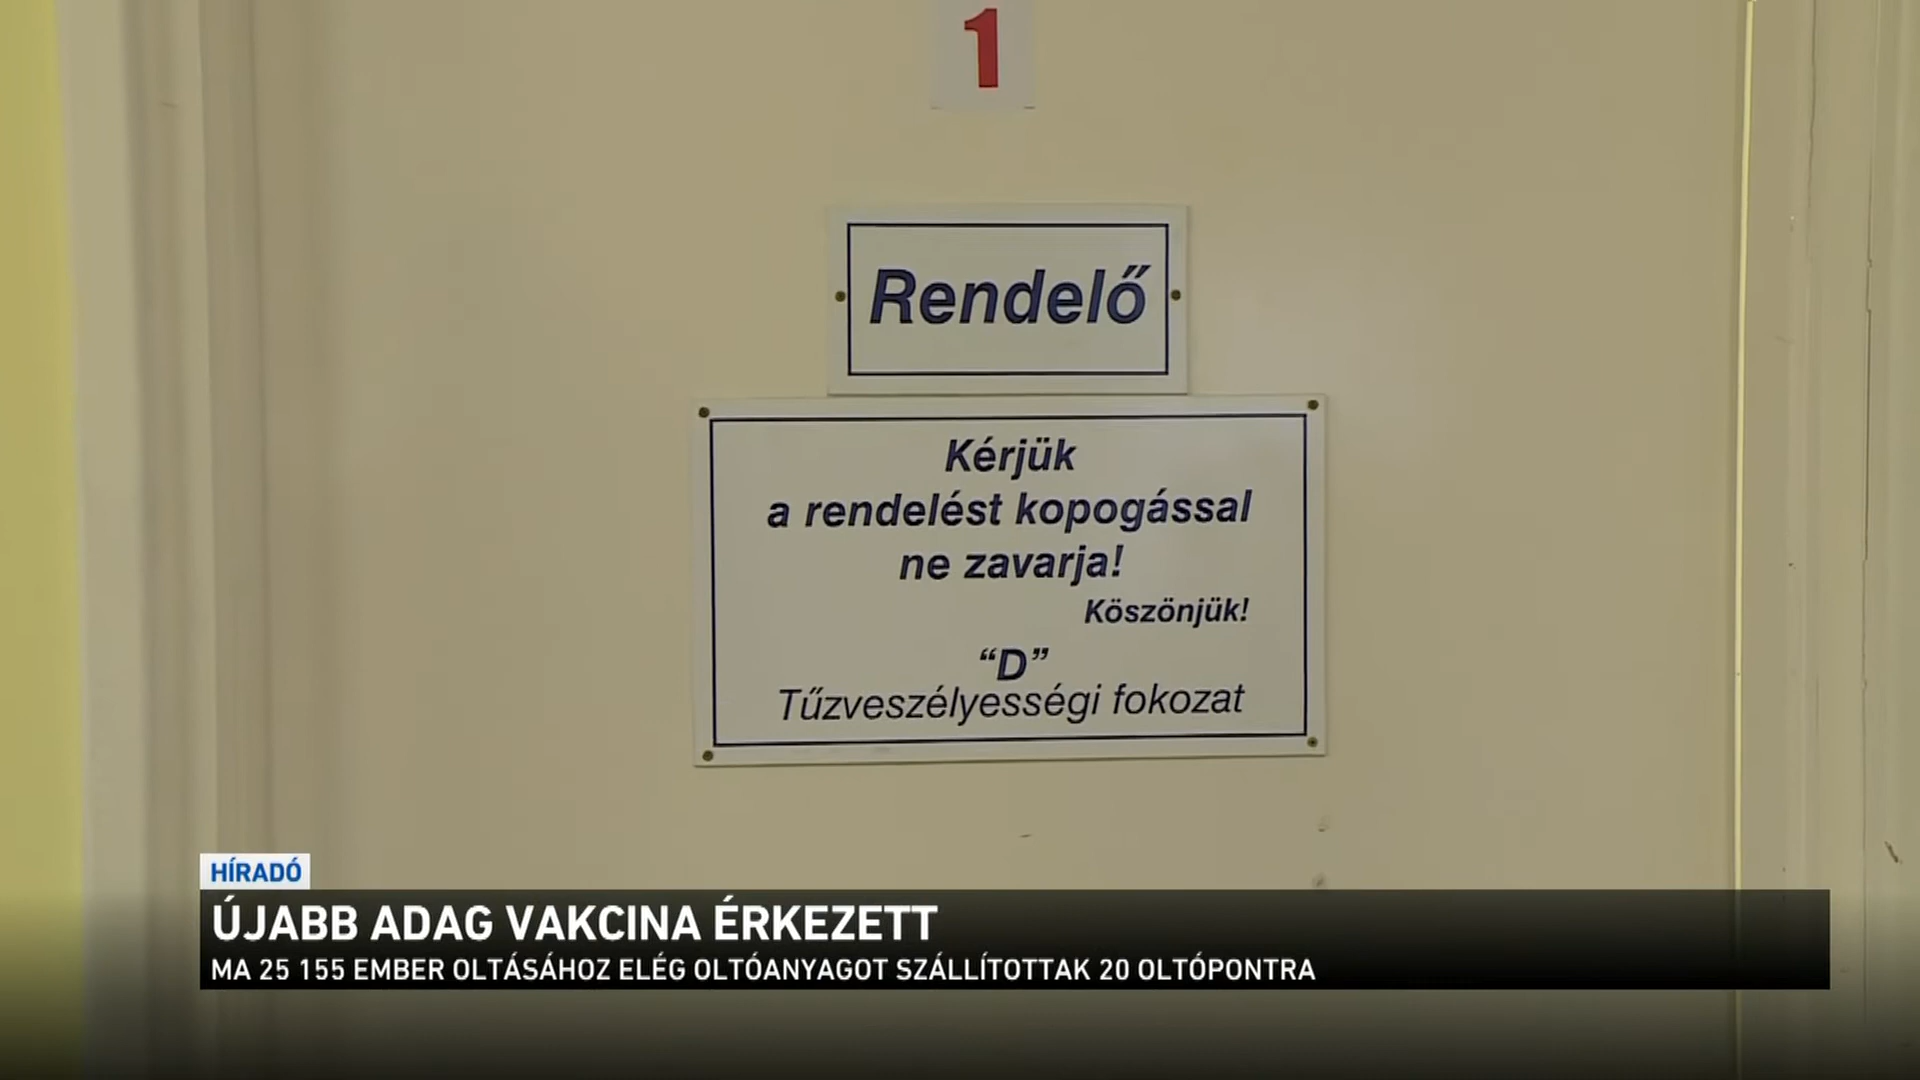 1
Rendelő
Kérjük
a rendelést kopogással
ne zavarja!
Köszönjük!
“D”
Tűzveszélyességi fokozat
HÍRADÓ
ÚJABB ADAG VAKCINA ÉRKEZETT
MA 25 155 EMBER OLTÁSÁHOZ ELÉG OLTÓANYAGOT SZÁLLÍTOTTAK 20 OLTÓPONTRA